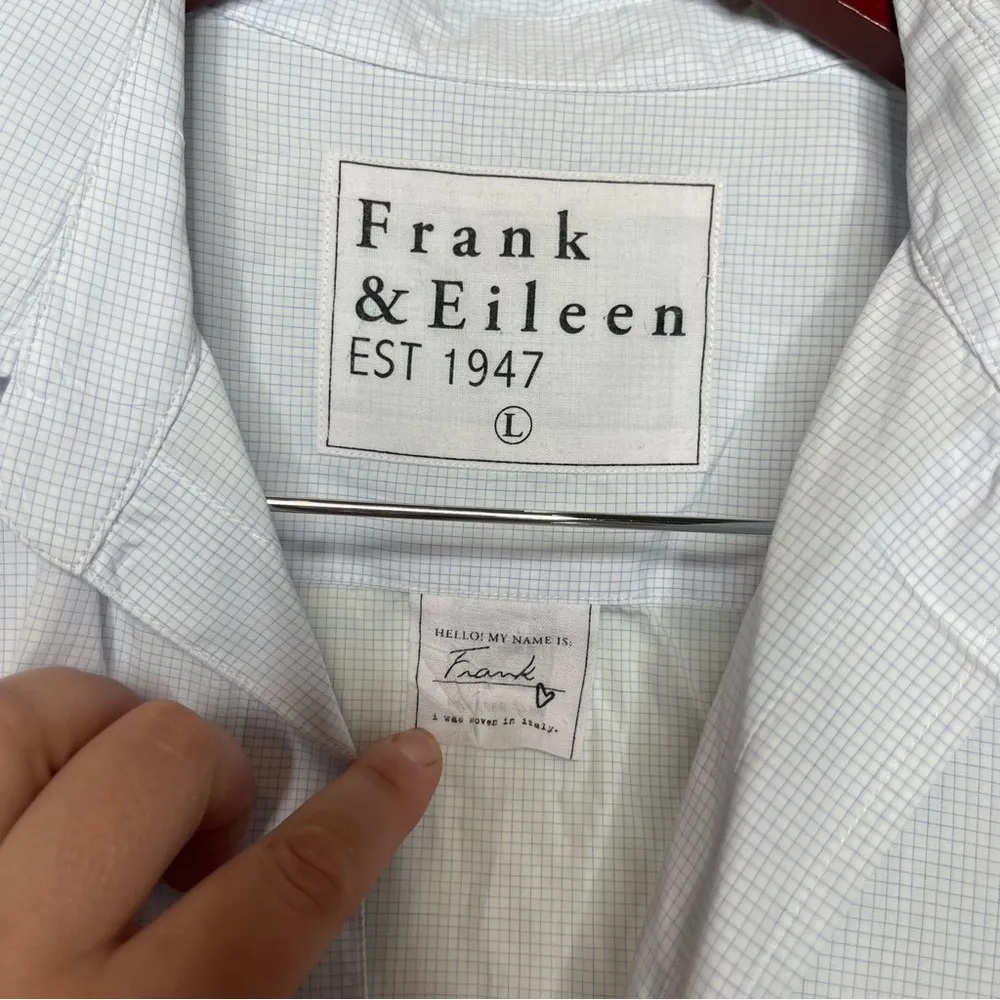 Frank
& Eileen
EST 1947
L
HELLO! MY NAME IS:
Frank
i was woven in italy.